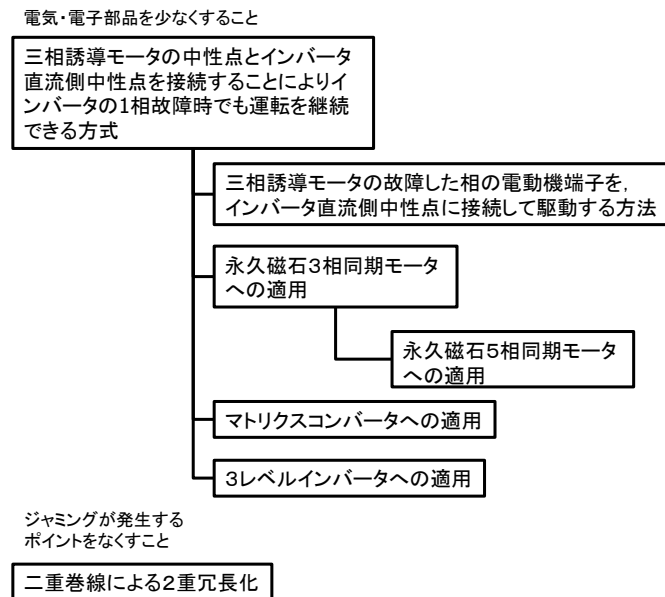 電気・電子部品を少なくすること
三相誘導モータの中性点とインバータ
直流側中性点を接続することによりイ
ンバータの1相故障時でも運転を継続
できる方式
三相誘導モータの故障した相の電動機端子を，
インバータ直流側中性点に接続して駆動する方法
永久磁石３相同期モータ
への適用
永久磁石５相同期モータ
への適用
マトリクスコンバータへの適用
３レベルインバータへの適用
ジャミングが発生する
ポイントをなくすこと
二重巻線による２重冗長化